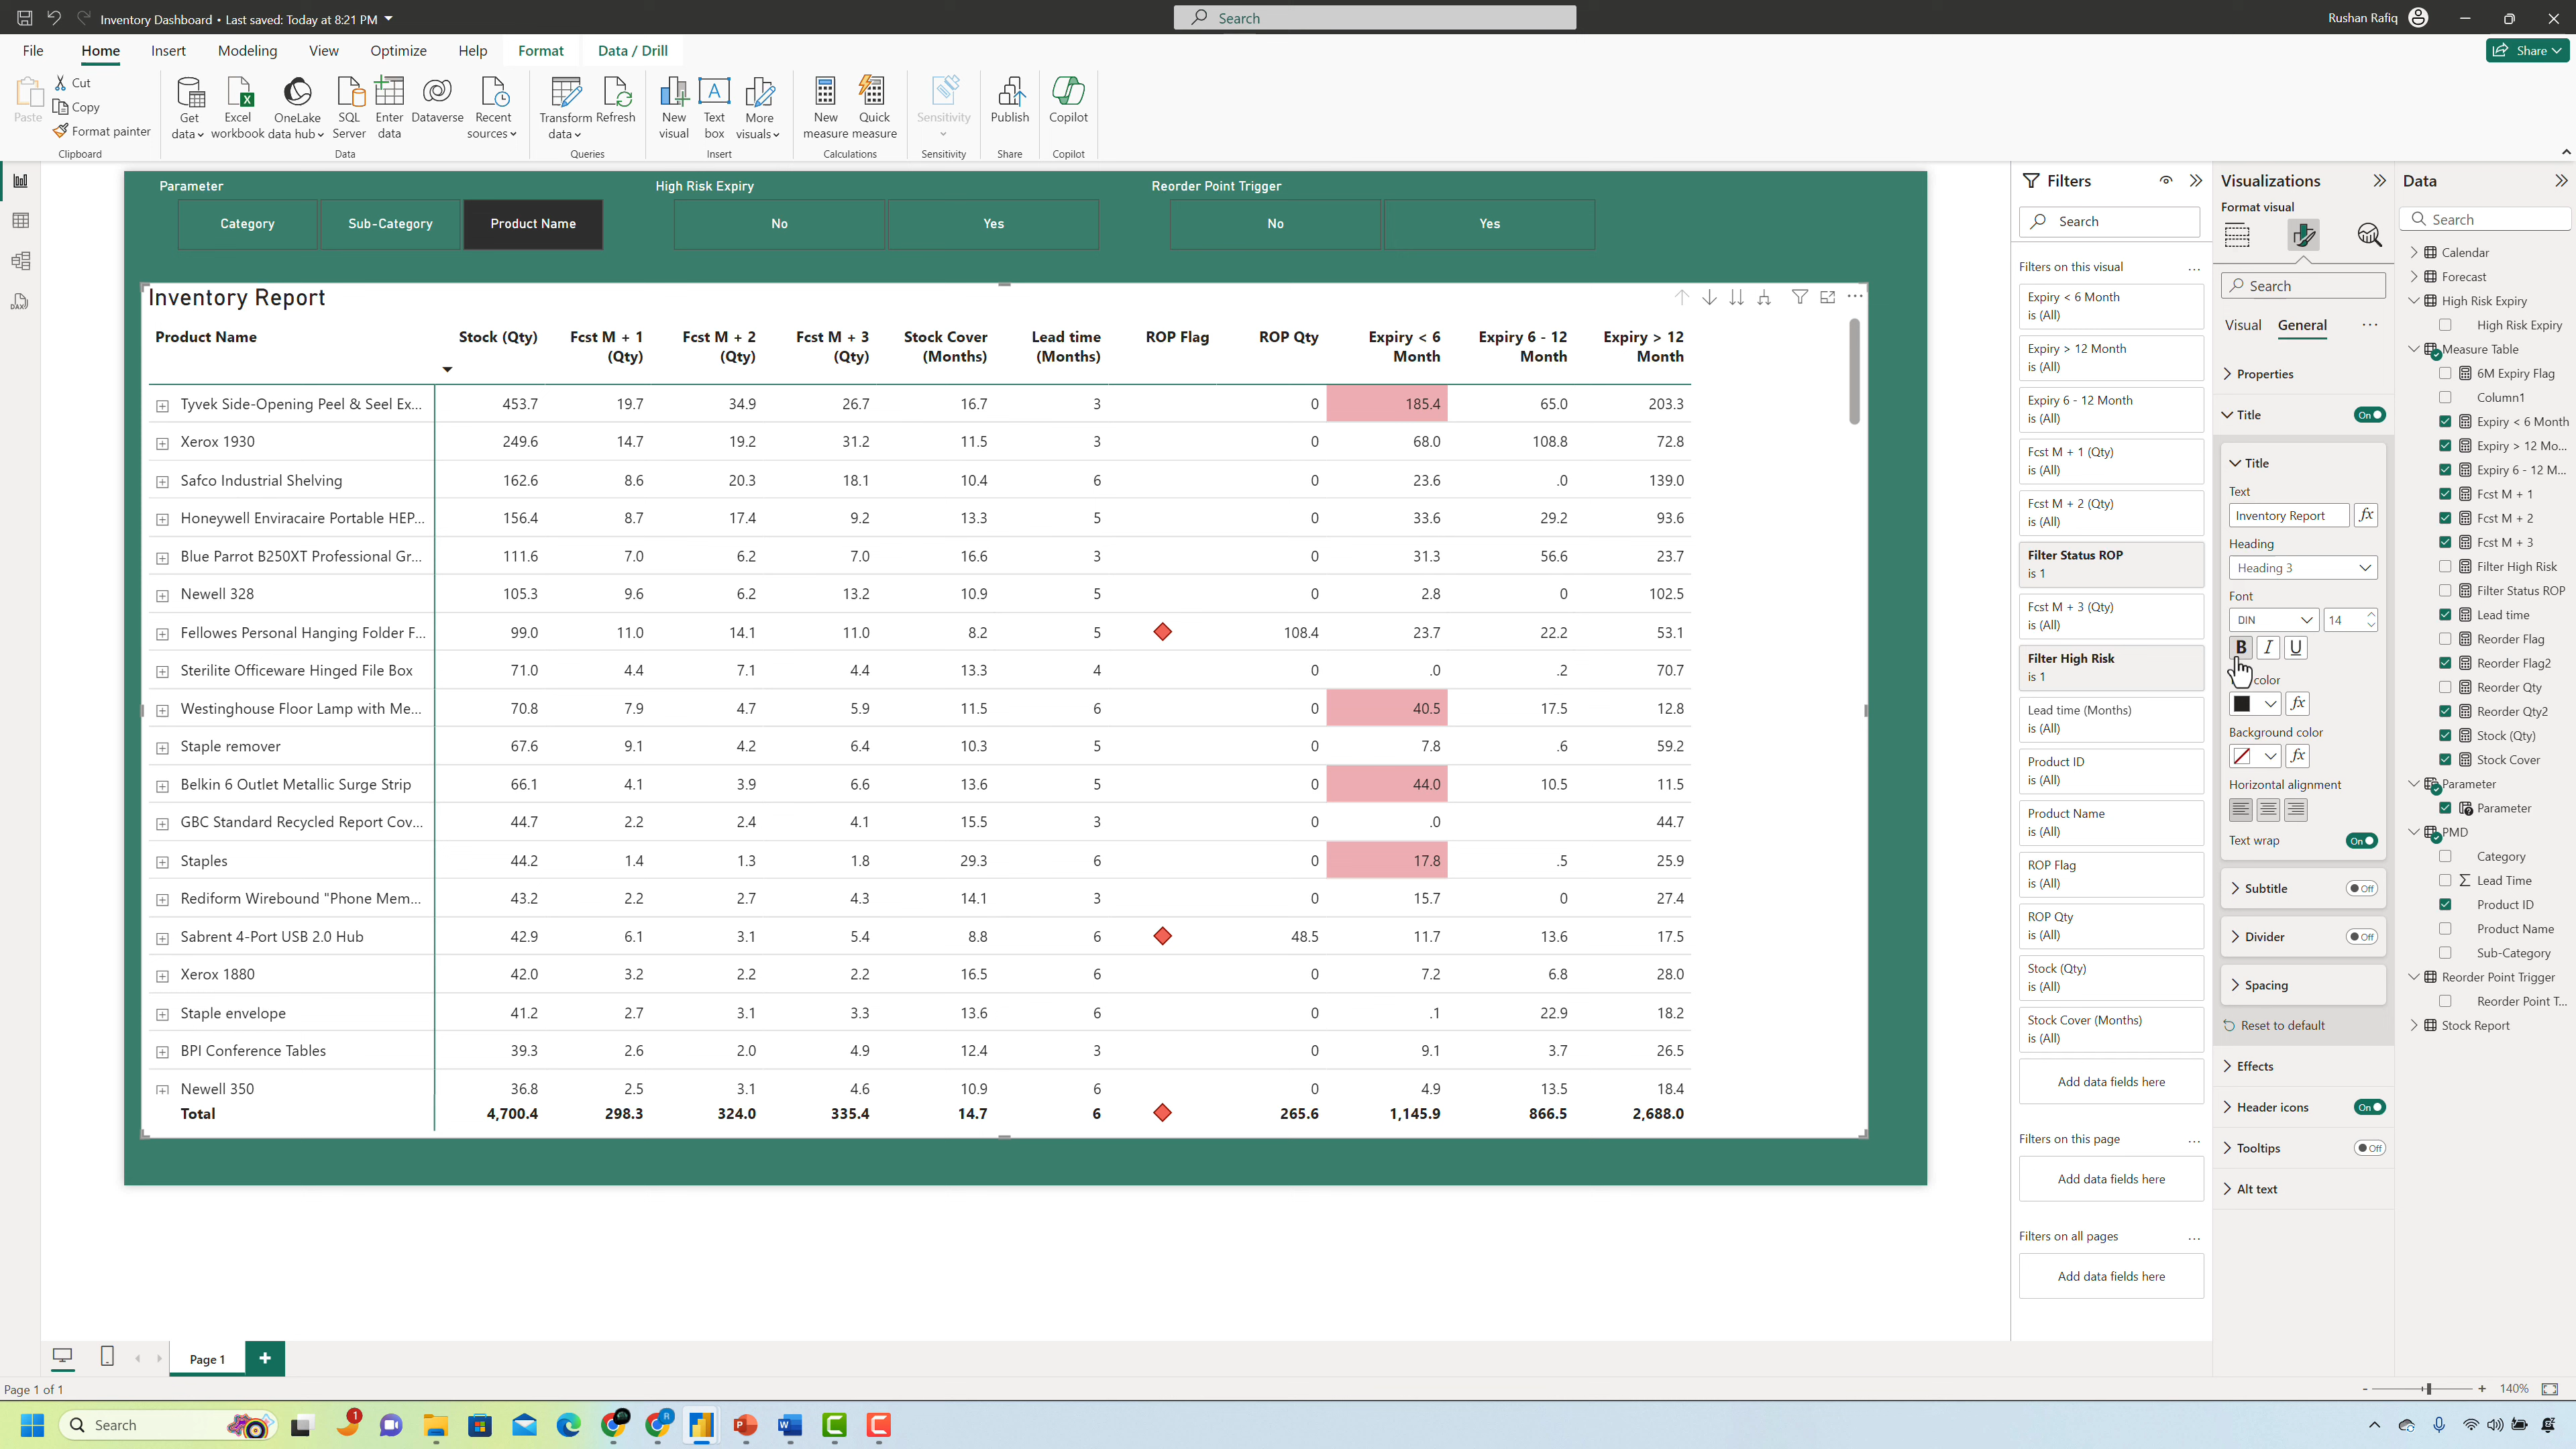 Inventory Dashboard • Last saved: Today at 8:21 PM
Search
Rushan Rafiq
File Home Insert Modeling View Optimize Help Format Data / Drill
Share
Paste
Cut
Copy
Format painter
Clipboard
Get data
Excel workbook
OneLake data hub
SQL Server
Enter data
Dataverse
Recent sources
Data
Transform data
Refresh
Queries
New visual
Text box
More visuals
Insert
New measure
Quick measure
Calculations
Sensitivity
Sensitivity
Publish
Share
Copilot
Copilot
Parameter
Category Sub-Category Product Name
High Risk Expiry
No Yes
Reorder Point Trigger
No Yes
Inventory Report
Product Name Stock (Qty) Fcst M + 1 (Qty) Fcst M + 2 (Qty) Fcst M + 3 (Qty) Stock Cover (Months) Lead time (Months) ROP Flag ROP Qty Expiry < 6 Month Expiry 6 - 12 Month Expiry > 12 Month
Tyvek Side-Opening Peel & Seel Ex... 453.7 19.7 34.9 26.7 16.7 3 0 185.4 65.0 203.3
Xerox 1930 249.6 14.7 19.2 31.2 11.5 3 0 68.0 108.8 72.8
Safco Industrial Shelving 162.6 8.6 20.3 18.1 10.4 6 0 23.6 .0 139.0
Honeywell Enviracaire Portable HEP... 156.4 8.7 17.4 9.2 13.3 5 0 33.6 29.2 93.6
Blue Parrot B250XT Professional Gr... 111.6 7.0 6.2 7.0 16.6 3 0 31.3 56.6 23.7
Newell 328 105.3 9.6 6.2 13.2 10.9 5 0 2.8 0 102.5
Fellowes Personal Hanging Folder F... 99.0 11.0 14.1 11.0 8.2 5 108.4 23.7 22.2 53.1
Sterilite Officeware Hinged File Box 71.0 4.4 7.1 4.4 13.3 4 0 .0 .2 70.7
Westinghouse Floor Lamp with Me... 70.8 7.9 4.7 5.9 11.5 6 0 40.5 17.5 12.8
Staple remover 67.6 9.1 4.2 6.4 10.3 5 0 7.8 .6 59.2
Belkin 6 Outlet Metallic Surge Strip 66.1 4.1 3.9 6.6 13.6 5 0 44.0 10.5 11.5
GBC Standard Recycled Report Cov... 44.7 2.2 2.4 4.1 15.5 3 0 .0 44.7
Staples 44.2 1.4 1.3 1.8 29.3 6 0 17.8 .5 25.9
Rediform Wirebound "Phone Mem... 43.2 2.2 2.7 4.3 14.1 3 0 15.7 0 27.4
Sabrent 4-Port USB 2.0 Hub 42.9 6.1 3.1 5.4 8.8 6 48.5 11.7 13.6 17.5
Xerox 1880 42.0 3.2 2.2 2.2 16.5 6 0 7.2 6.8 28.0
Staple envelope 41.2 2.7 3.1 3.3 13.6 6 0 .1 22.9 18.2
BPI Conference Tables 39.3 2.6 2.0 4.9 12.4 3 0 9.1 3.7 26.5
Newell 350 36.8 2.5 3.1 4.6 10.9 6 0 4.9 13.5 18.4
Total 4,700.4 298.3 324.0 335.4 14.7 6 265.6 1,145.9 866.5 2,688.0
Filters
Search
Filters on this visual ...
Expiry < 6 Month
is (All)
Expiry > 12 Month
is (All)
Expiry 6 - 12 Month
is (All)
Fcst M + 1 (Qty)
is (All)
Fcst M + 2 (Qty)
is (All)
Filter Status ROP
is 1
Fcst M + 3 (Qty)
is (All)
Filter High Risk
is 1
Lead time (Months)
is (All)
Product ID
is (All)
Product Name
is (All)
ROP Flag
is (All)
ROP Qty
is (All)
Stock (Qty)
is (All)
Stock Cover (Months)
is (All)
Add data fields here
Filters on this page ...
Add data fields here
Filters on all pages ...
Add data fields here
Visualizations
Format visual
Search
Visual General ...
Properties
Title On
Title
Text
Inventory Report fx
Heading
Heading 3
Font
DIN 14
B I U
color
fx
Background color
fx
Horizontal alignment
Text wrap On
Subtitle Off
Divider Off
Spacing
Reset to default
Effects
Header icons On
Tooltips Off
Alt text
Data
Search
Calendar
Forecast
High Risk Expiry
High Risk Expiry
Measure Table
6M Expiry Flag
Column1
Expiry < 6 Month
Expiry > 12 Mo...
Expiry 6 - 12 M...
Fcst M + 1
Fcst M + 2
Fcst M + 3
Filter High Risk
Filter Status ROP
Lead time
Reorder Flag
Reorder Flag2
Reorder Qty
Reorder Qty2
Stock (Qty)
Stock Cover
Parameter
Parameter
PMD
Category
Lead Time
Product ID
Product Name
Sub-Category
Reorder Point Trigger
Reorder Point T...
Stock Report
Page 1 +
Page 1 of 1
- + 140%
Search
1